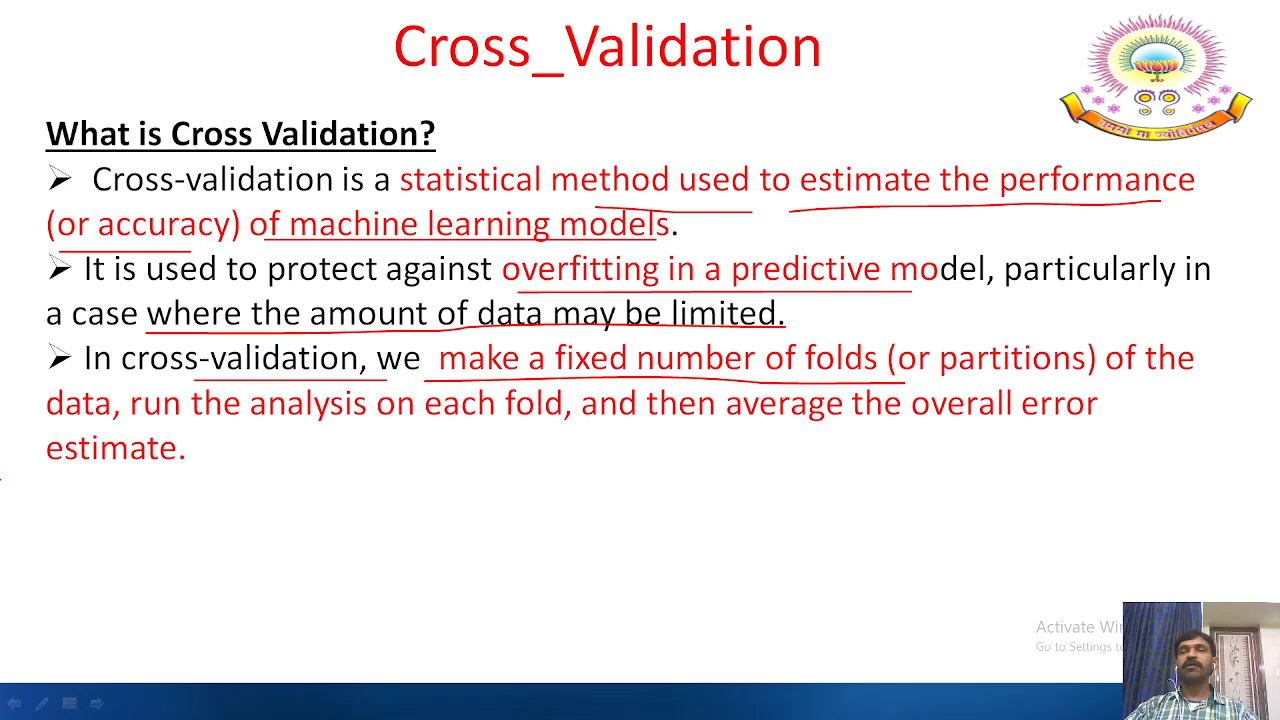 Cross_Validation
What is Cross Validation?
➢ Cross-validation is a statistical method used to estimate the performance
(or accuracy) of machine learning models.
➢ It is used to protect against overfitting in a predictive model, particularly in
a case where the amount of data may be limited.
➢ In cross-validation, we make a fixed number of folds (or partitions) of the
data, run the analysis on each fold, and then average the overall error
estimate.
तमसो मा ज्योतिर्गमय
Activate Wi
Go to Settings t